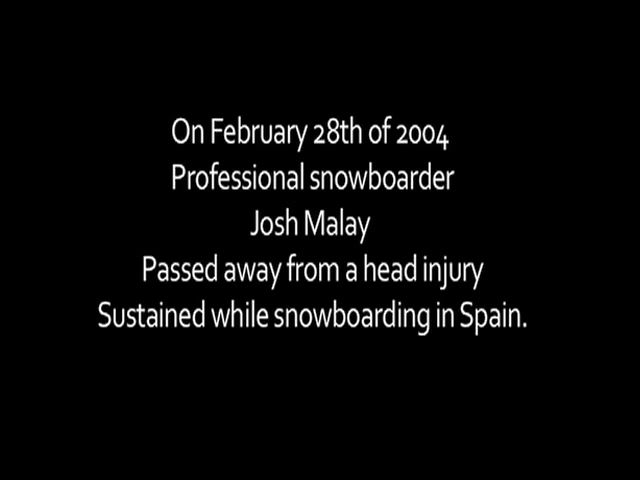 On February 28th of 2004
Professional snowboarder
Josh Malay
Passed away from a head injury
Sustained while snowboarding in Spain.